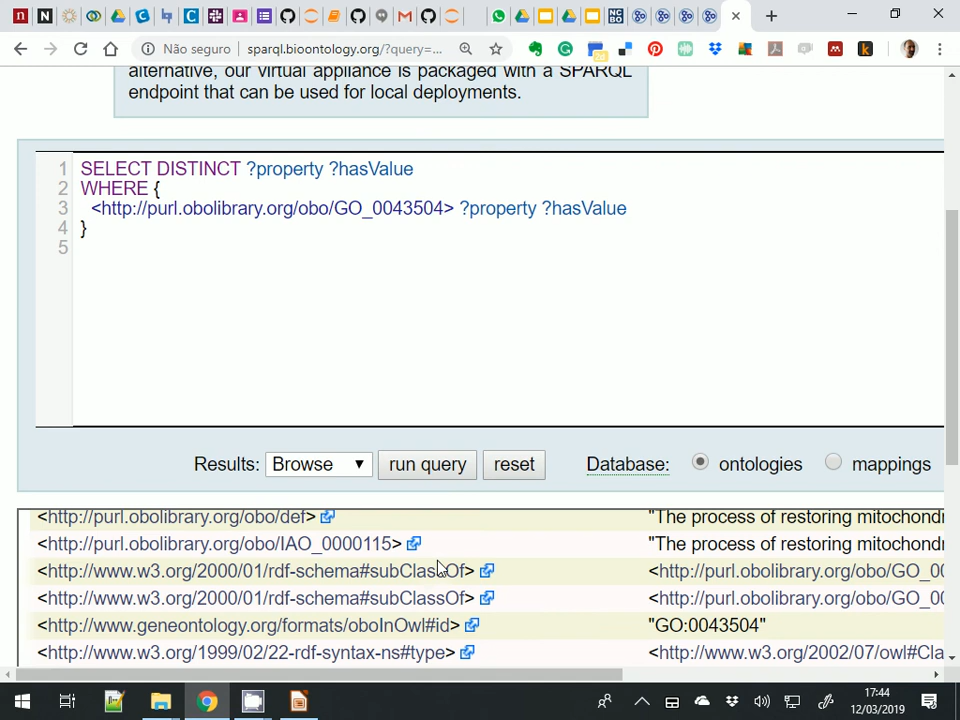 Não seguro
sparql.bioontology.org/?query=...
alternative, our virtual appliance is packaged with a SPARQL
endpoint that can be used for local deployments.
1 SELECT DISTINCT ?property ?hasValue
2 WHERE {
3 <http://purl.obolibrary.org/obo/GO_0043504> ?property ?hasValue
4 }
5
Results: Browse run query reset Database: ontologies mappings
<http://purl.obolibrary.org/obo/def> "The process of restoring mitochond
<http://purl.obolibrary.org/obo/IAO_0000115> "The process of restoring mitochond
<http://www.w3.org/2000/01/rdf-schema#subClassOf> <http://purl.obolibrary.org/obo/GO_00
<http://www.w3.org/2000/01/rdf-schema#subClassOf> <http://purl.obolibrary.org/obo/GO_00
<http://www.geneontology.org/formats/oboInOwl#id> "GO:0043504"
<http://www.w3.org/1999/02/22-rdf-syntax-ns#type> <http://www.w3.org/2002/07/owl#Cla
17:44
12/03/2019